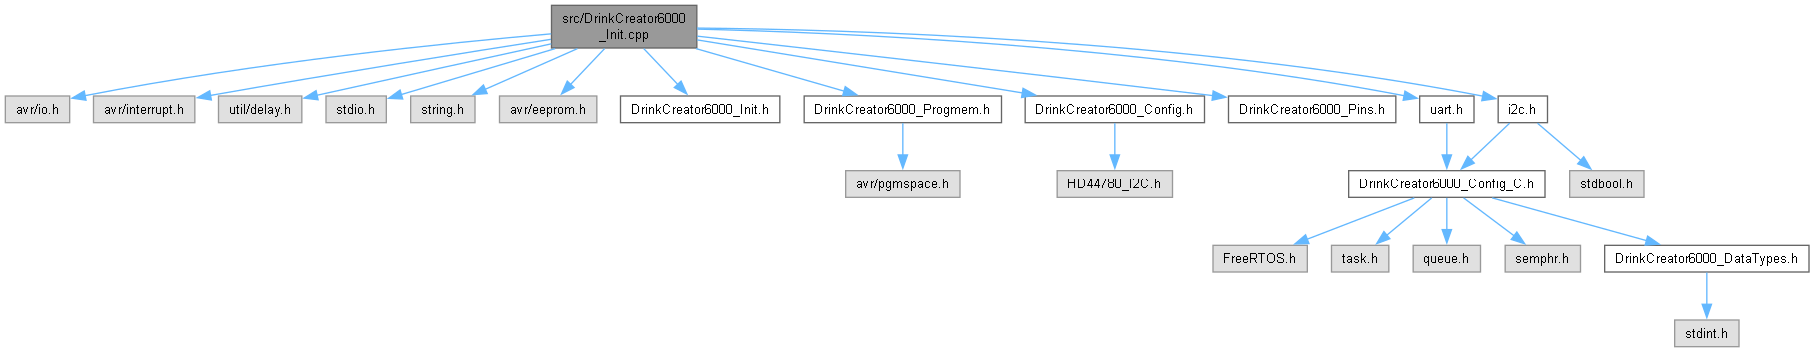 src/DrinkCreator6000
_Init.cpp
avr/io.h
avr/interrupt.h
util/delay.h
stdio.h
string.h
avr/eeprom.h
DrinkCreator6000_Init.h
DrinkCreator6000_Progmem.h
DrinkCreator6000_Config.h
DrinkCreator6000_Pins.h
uart.h
i2c.h
avr/pgmspace.h
HD44780_I2C.h
DrinkCreator6000_Config_C.h
stdbool.h
FreeRTOS.h
task.h
queue.h
semphr.h
DrinkCreator6000_DataTypes.h
stdint.h